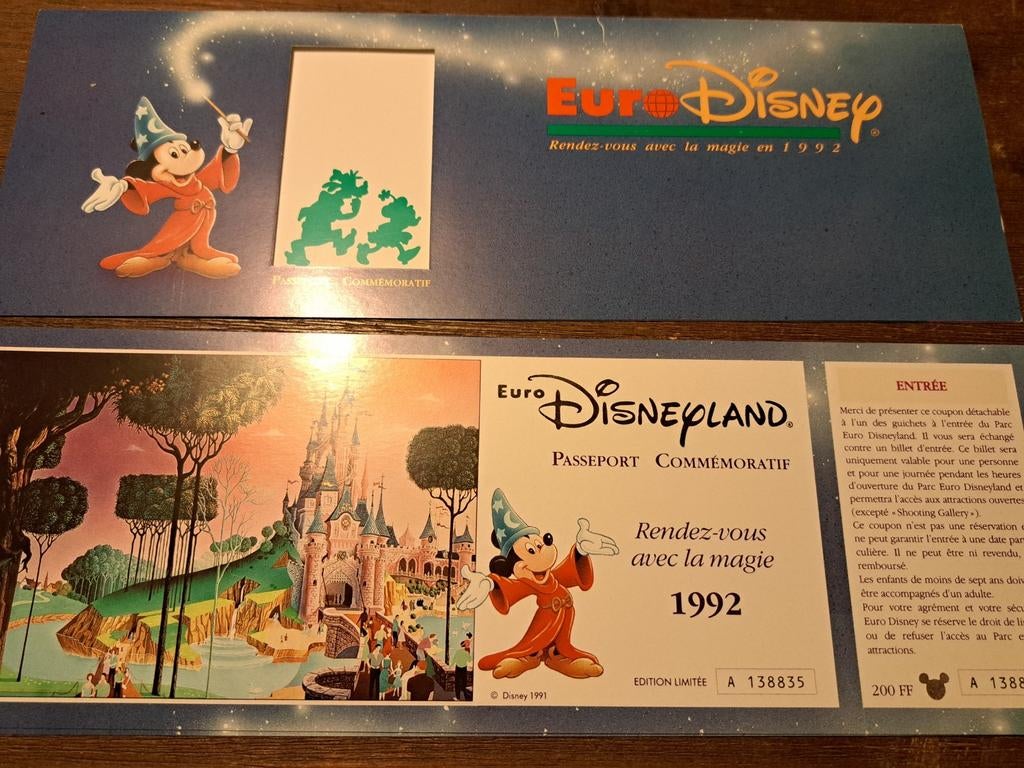 Euro Disney®
Rendez-vous avec la magie en 1992
PASSEPORT COMMÉMORATIF
Euro
Disneyland®
PASSEPORT COMMÉMORATIF
Rendez-vous
avec la magie
1992
EDITION LIMITÉE A 138835
© Disney 1991
ENTRÉE
Merci de présenter ce coupon détachable
à l'un des guichets à l'entrée du Parc
Euro Disneyland. Il vous sera échangé
contre un billet d'entrée. Ce billet sera
uniquement valable pour une personne
et pour une journée pendant les heures
d'ouverture du Parc Euro Disneyland et
permettra l'accès aux attractions ouvertes
(excepté «Shooting Gallery»).
Ce coupon n'est pas une réservation
ne peut garantir l'entrée à une date
culière. Il ne peut être ni revendu,
remboursé.
Les enfants de moins de sept ans
être accompagnés d'un adulte.
Pour votre agrément et votre
Euro Disney se réserve le droit de
ou de refuser l'accès au Parc
attractions.
200 FF A 1388